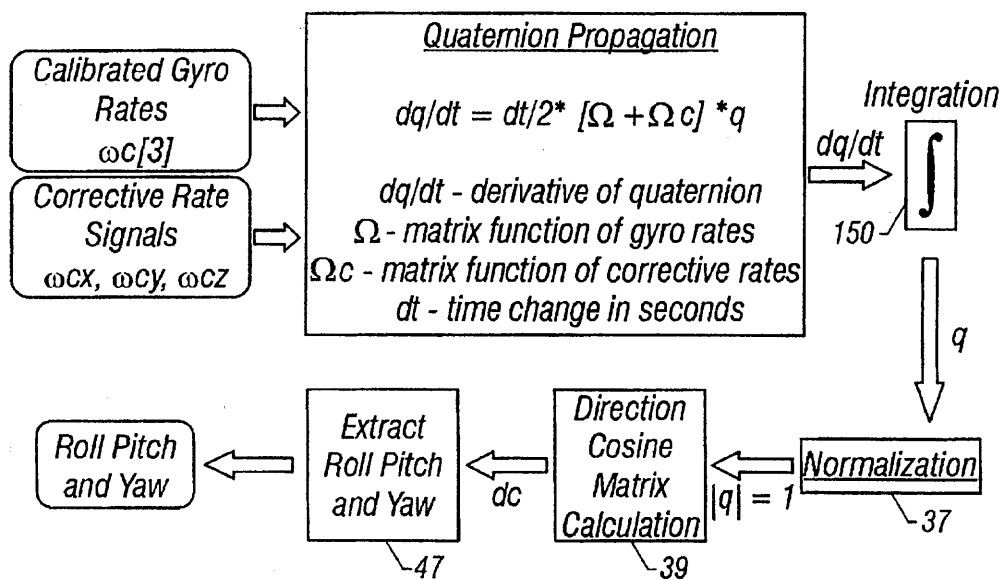 Calibrated Gyro
Rates
ωc[3]
Corrective Rate
Signals
ωcx, ωcy, ωcz
Quaternion Propagation
dq/dt = dt/2* [Ω +Ω c] *q
dq/dt - derivative of quaternion
Ω - matrix function of gyro rates
Ωc - matrix function of corrective rates
dt - time change in seconds
dq/dt
Integration
∫
150
q
Normalization
37
|q| = 1
Direction
Cosine
Matrix
Calculation
39
dc
Extract
Roll Pitch
and Yaw
47
Roll Pitch
and Yaw